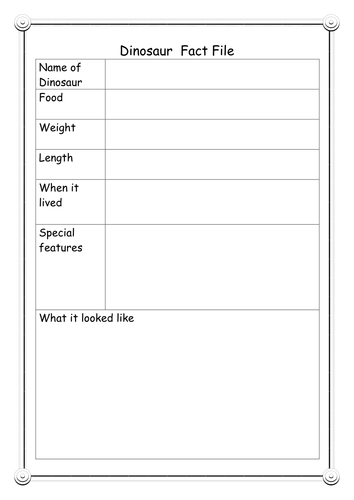 Dinosaur Fact File
Name of
Dinosaur
Food
Weight
Length
When it
lived
Special
features
What it looked like